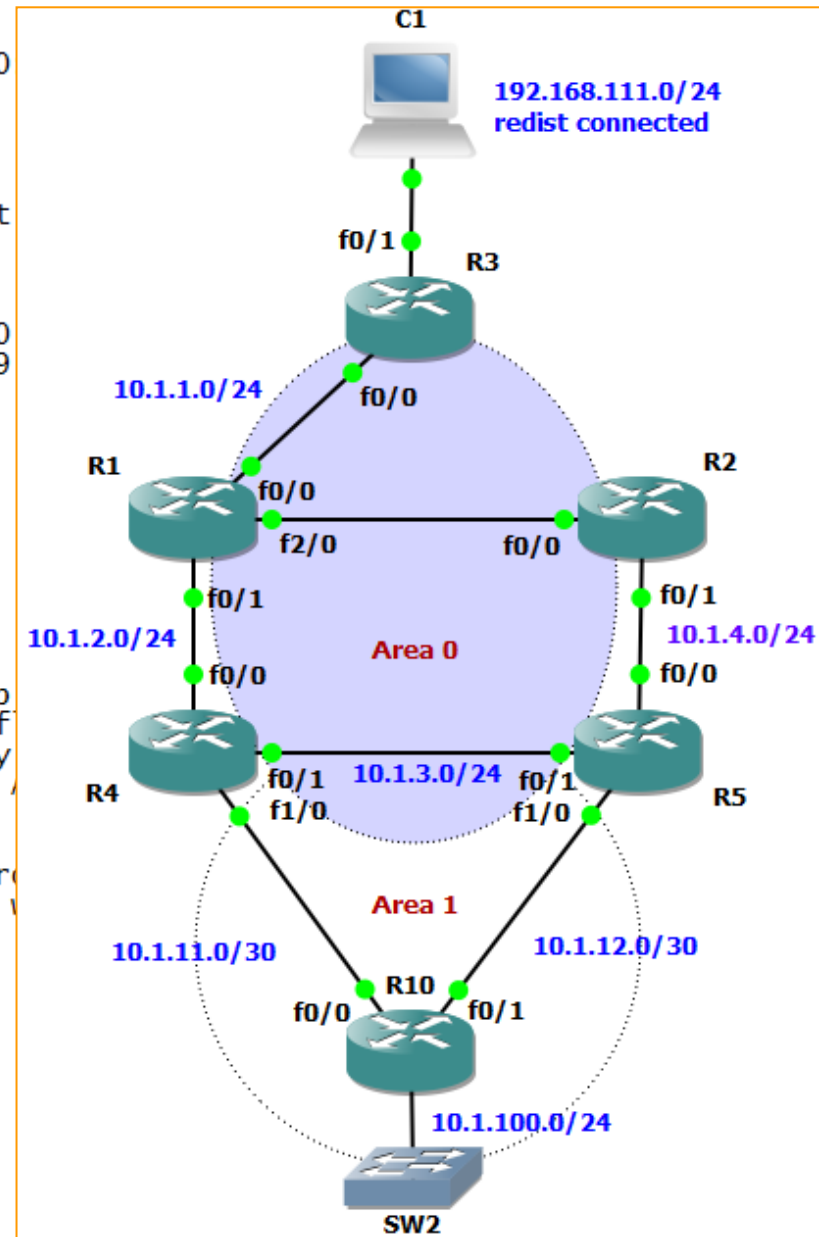 C1
192.168.111.0/24
redist connected
f0/1
R3
10.1.1.0/24
f0/0
R1
R2
f0/0
f2/0
f0/0
f0/1
f0/1
10.1.2.0/24
10.1.4.0/24
Area 0
f0/0
f0/0
f0/1
10.1.3.0/24
f0/1
R4
f1/0
f1/0
R5
Area 1
10.1.11.0/30
10.1.12.0/30
R10
f0/0
f0/1
10.1.100.0/24
SW2